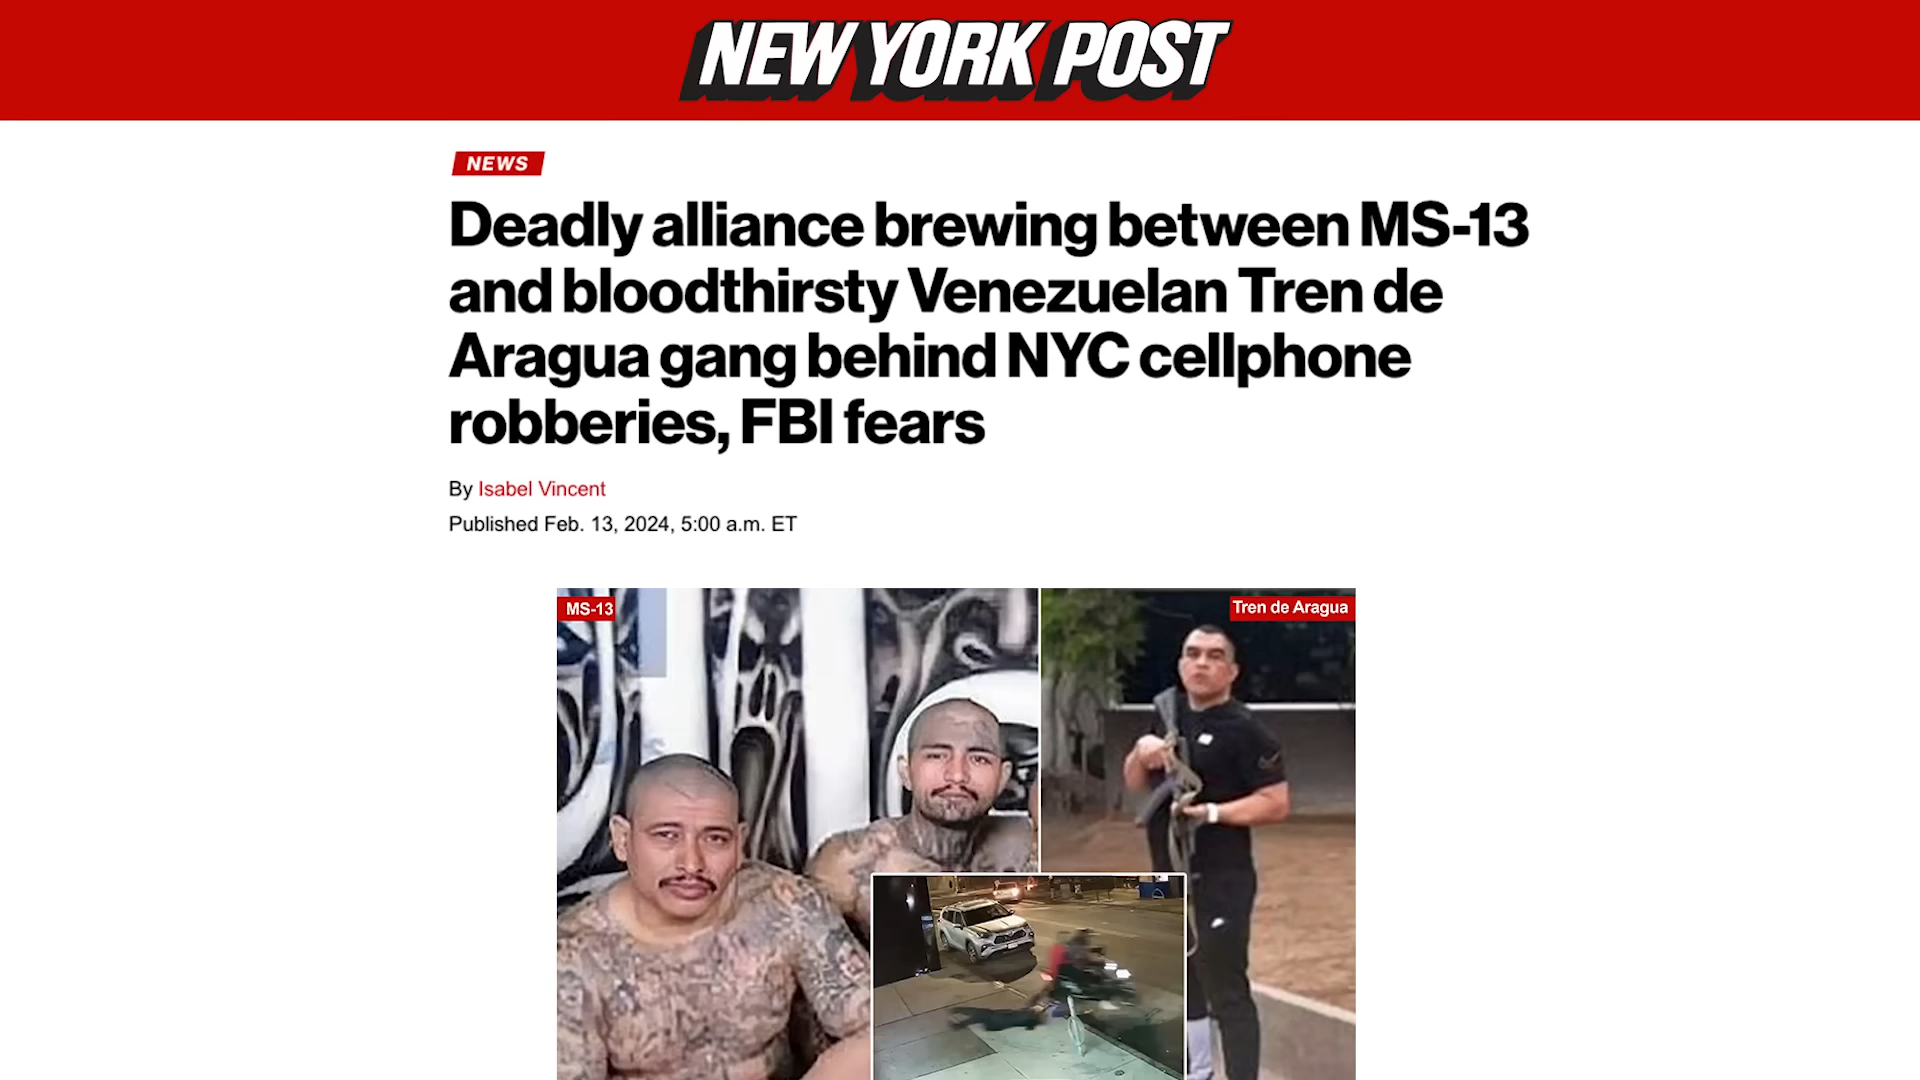 NEW YORK POST
NEWS
Deadly alliance brewing between MS-13
and bloodthirsty Venezuelan Tren de
Aragua gang behind NYC cellphone
robberies, FBI fears
By Isabel Vincent
Published Feb. 13, 2024, 5:00 a.m. ET
MS-13
Tren de Aragua